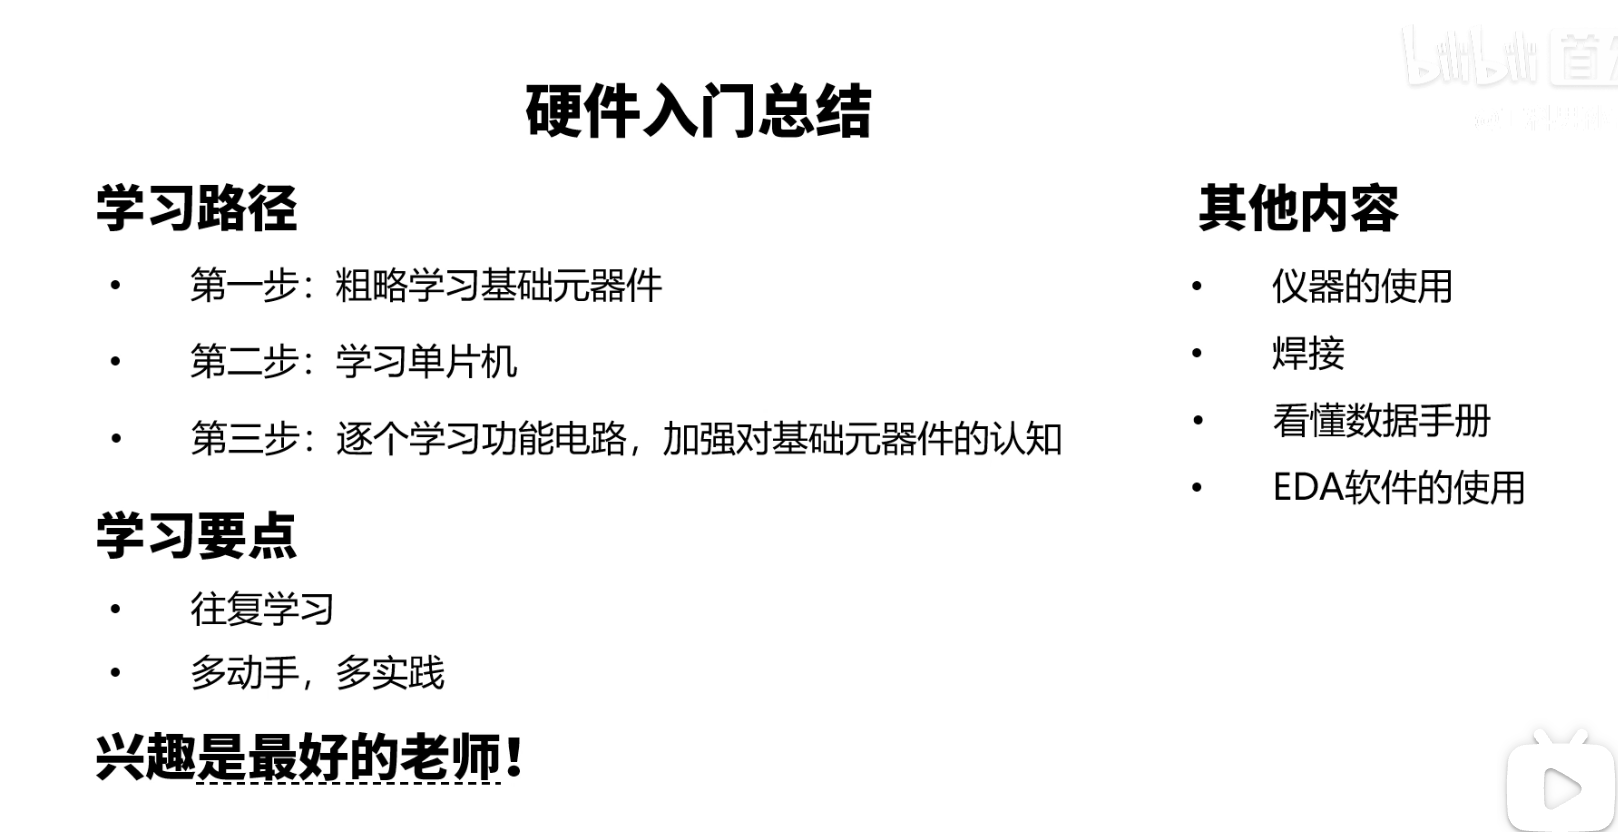 bilibili 首
硬件入门总结
学习路径
• 第一步：粗略学习基础元器件
• 第二步：学习单片机
• 第三步：逐个学习功能电路，加强对基础元器件的认知
学习要点
• 往复学习
• 多动手，多实践
兴趣是最好的老师！
其他内容
• 仪器的使用
• 焊接
• 看懂数据手册
• EDA软件的使用